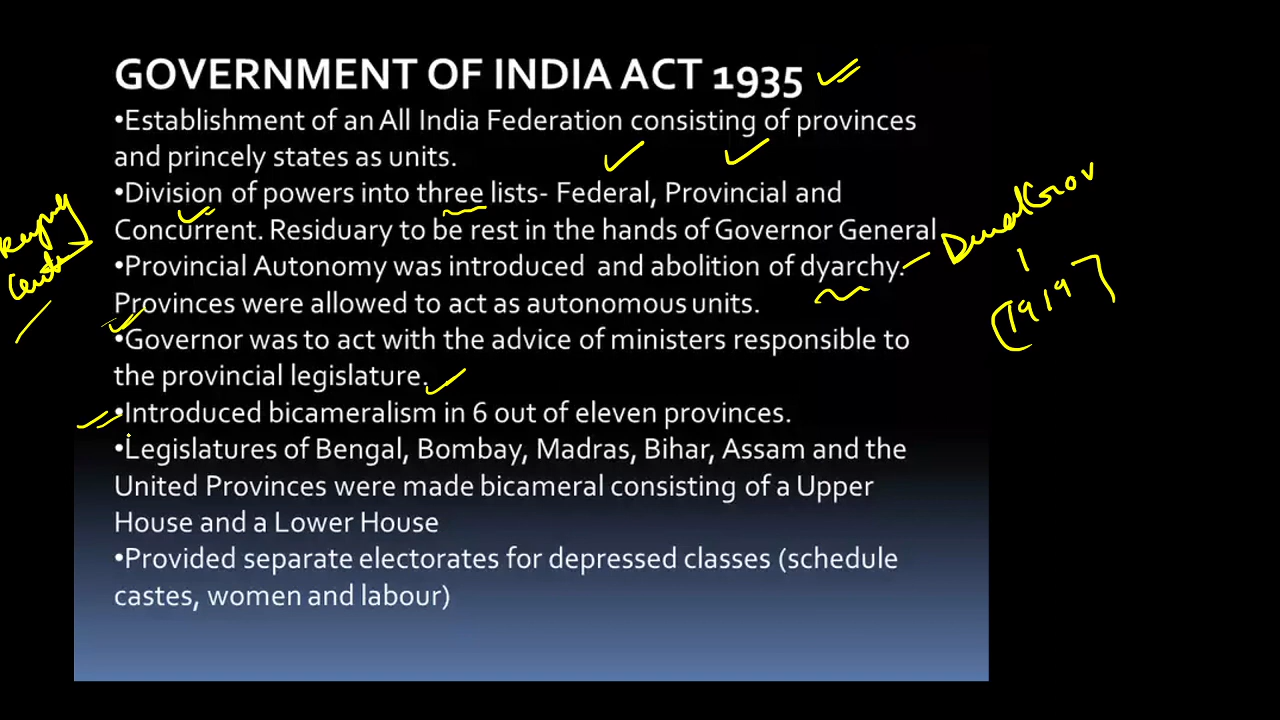 GOVERNMENT OF INDIA ACT 1935
•Establishment of an All India Federation consisting of provinces
and princely states as units.
•Division of powers into three lists- Federal, Provincial and
Concurrent. Residuary to be rest in the hands of Governor General
•Provincial Autonomy was introduced and abolition of dyarchy.
Provinces were allowed to act as autonomous units.
•Governor was to act with the advice of ministers responsible to
the provincial legislature.
•Introduced bicameralism in 6 out of eleven provinces.
•Legislatures of Bengal, Bombay, Madras, Bihar, Assam and the
United Provinces were made bicameral consisting of a Upper
House and a Lower House
•Provided separate electorates for depressed classes (schedule
castes, women and labour)
Gov
(1919)